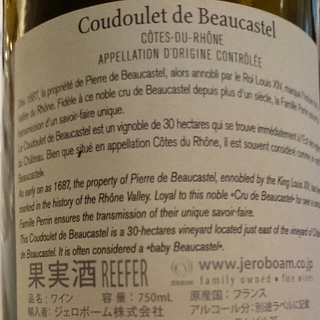 Coudoulet de Beaucastel
CÔTES-DU-RHÔNE
APPELLATION D'ORIGINE CONTRÔLÉE
Dès 1687, la propriété de Pierre de Beaucastel, alors annobli par le Roi Louis XIV, marque l'histoire
Vallée du Rhône. Fidèle à ce noble cru de Beaucastel depuis plus d'un siècle, la Famille Perrin
transmission d'un savoir-faire unique.
Le Coudoulet de Beaucastel est un vignoble de 30 hectares qui se trouve immédiatement à l'Est
du Château. Bien que situé en appellation Côtes du Rhône, il est souvent considéré comme
Beaucastel».
As early on as 1687, the property of Pierre de Beaucastel, ennobled by the King Louis XIV,
marked in the history of the Rhône Valley. Loyal to this noble «Cru de Beaucastel» for
Famille Perrin ensures the transmission of their unique savoir-faire.
This Coudoulet de Beaucastel is a 30-hectares vineyard located just east of the vineyard of
It is often considered a «baby Beaucastel».
果実酒 REEFER
www.jeroboam.co.jp
family owned • fine wines
品名：ワイン 容量：750mL 原産国：フランス
輸入者：ジェロボーム株式会社 アルコール分：別途ラベルに記載